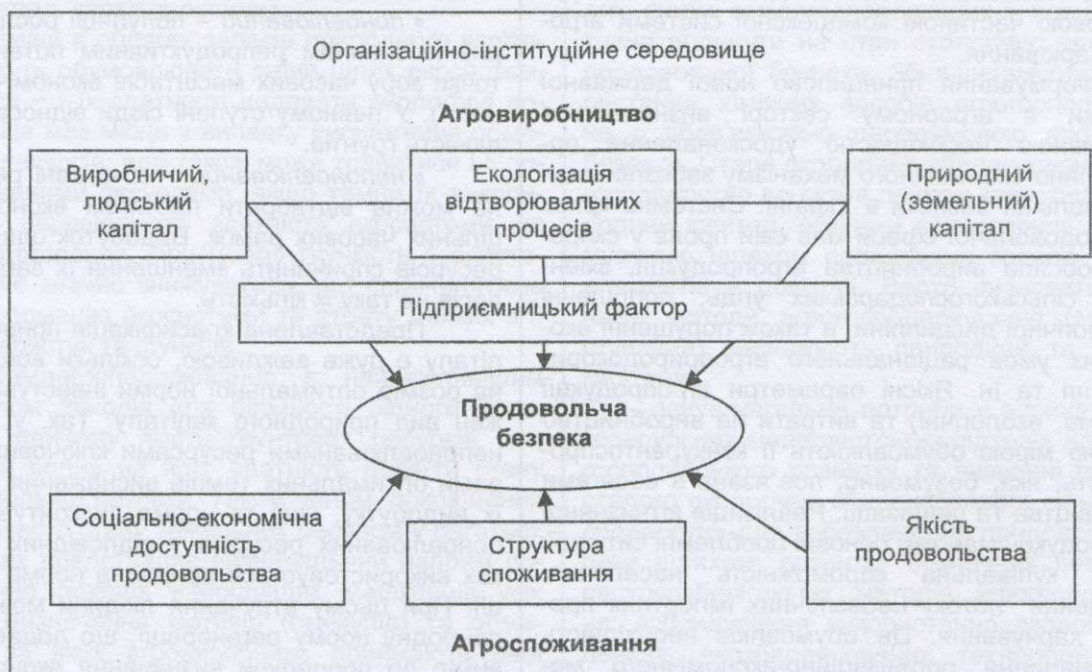 Організаційно-інституційне середовище
Агровиробництво
Виробничий,
людський
капітал
Екологізація
відтворювальних
процесів
Природний
(земельний)
капітал
Підприємницький фактор
Продовольча
безпека
Соціально-економічна
доступність
продовольства
Структура
споживання
Якість
продовольства
Агроспоживання